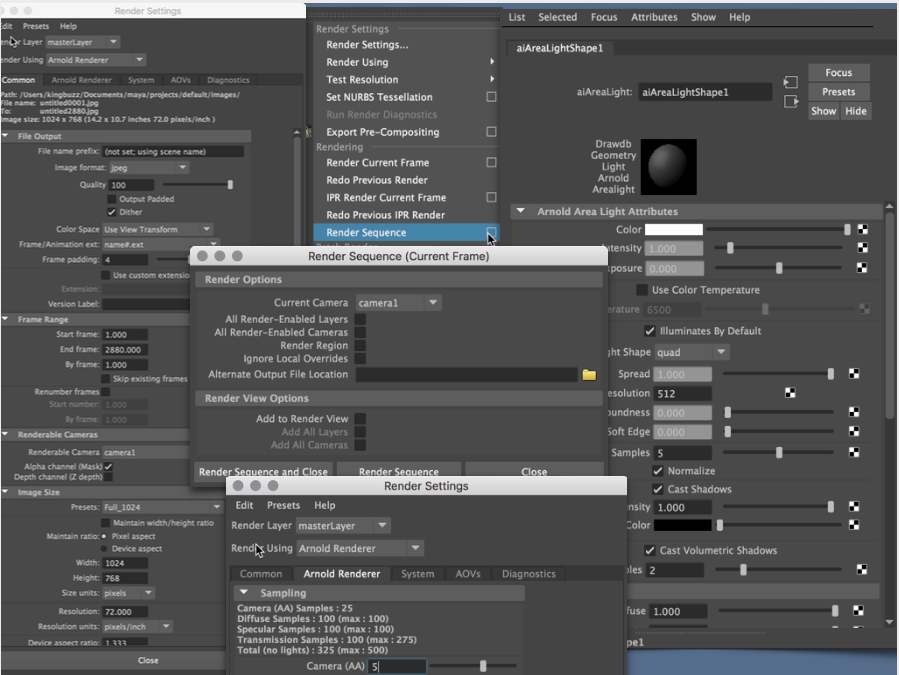 Render Settings
Edit Presets Help
Render Layer masterLayer
Render Using Arnold Renderer
Common Arnold Renderer System AOVs Diagnostics
Path: /Users/kingbuzz/Documents/maya/projects/default/images/
File name: untitled0001.jpg
To: untitled2880.jpg
Image size: 1024 x 768 (14.2 x 10.7 inches 72.0 pixels/inch )
File Output
File name prefix: (not set; using scene name)
Image format: jpeg
Quality 100
Output Padded
Dither
Color Space Use View Transform
Frame/Animation ext: name#.ext
Frame padding: 4
Use custom extensio
Extension:
Version Label:
Frame Range
Start frame: 1.000
End frame: 2880.000
By frame: 1.000
Skip existing frames
Renumber frames
Start number: 1.000
By frame: 1.000
Renderable Cameras
Renderable Camera camera1
Alpha channel (Mask)
Depth channel (Z depth)
Image Size
Presets: Full_1024
Maintain width/height ratio
Maintain ratio: Pixel aspect
Device aspect
Width: 1024
Height: 768
Size units: pixels
Resolution: 72.000
Resolution units: pixels/inch
Device aspect ratio: 1.333
Close
Render Settings
Render Settings...
Render Using
Test Resolution
Set NURBS Tessellation
Run Render Diagnostics
Export Pre-Compositing
Rendering
Render Current Frame
Redo Previous Render
IPR Render Current Frame
Redo Previous IPR Render
Render Sequence
Render Sequence (Current Frame)
Render Options
Current Camera camera1
All Render-Enabled Layers
All Render-Enabled Cameras
Render Region
Ignore Local Overrides
Alternate Output File Location
Render View Options
Add to Render View
Add All Layers
Add All Cameras
Render Sequence and Close Render Sequence Close
Render Settings
Edit Presets Help
Render Layer masterLayer
Render Using Arnold Renderer
Common Arnold Renderer System AOVs Diagnostics
Sampling
Camera (AA) Samples : 25
Diffuse Samples : 100 (max : 100)
Specular Samples : 100 (max : 100)
Transmission Samples : 100 (max : 275)
Total (no lights) : 325 (max : 500)
Camera (AA) 5
List Selected Focus Attributes Show Help
aiAreaLightShape1
aiAreaLight: aiAreaLightShape1
Focus
Presets
Show Hide
Drawdb
Geometry
Light
Arnold
Arealight
Arnold Area Light Attributes
Color
ntensity 1.000
posure 0.000
Use Color Temperature
erature 6500
Illuminates By Default
ght Shape quad
Spread 1.000
esolution 512
oundness 0.000
Soft Edge 0.000
Samples 5
Normalize
Cast Shadows
nsity 1.000
Color
Cast Volumetric Shadows
les 2
fuse 1.000
pe1